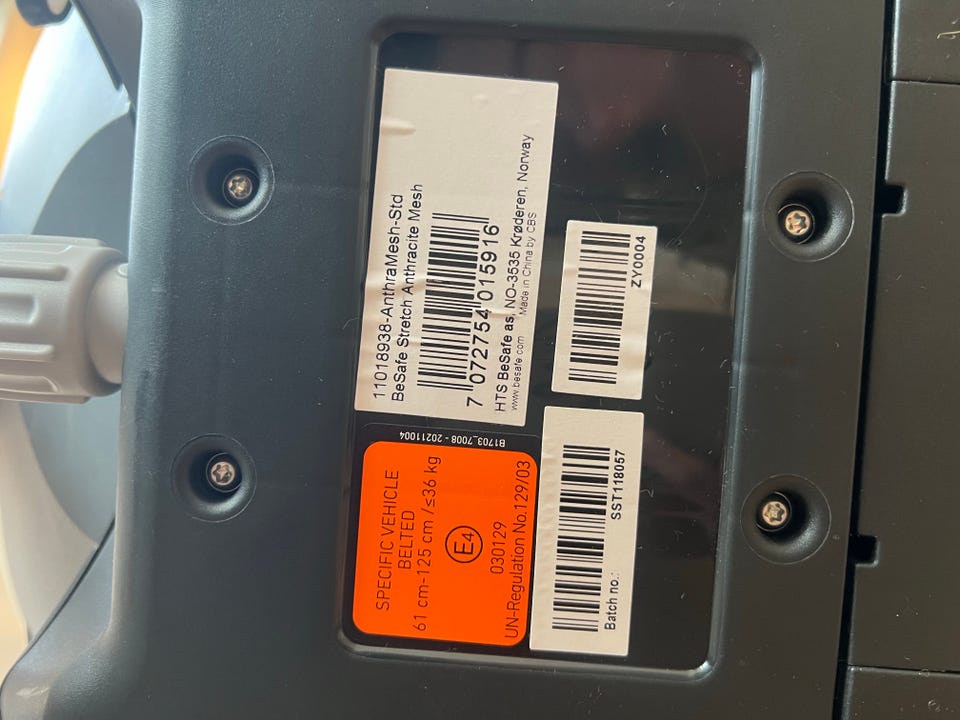 SPECIFIC VEHICLE
BELTED
61 cm-125 cm /≤36 kg
E4
030129
UN-Regulation No.129/03
B1703_7008 - 20211004
11018938-AnthraMesh-Std
BeSafe Stretch Anthracite Mesh
7 072754 015916
HTS BeSafe as, NO-3535 Krøderen, Norway
www.besafe.com Made in China by CBS
Batch no.: SST118057
ZY0004